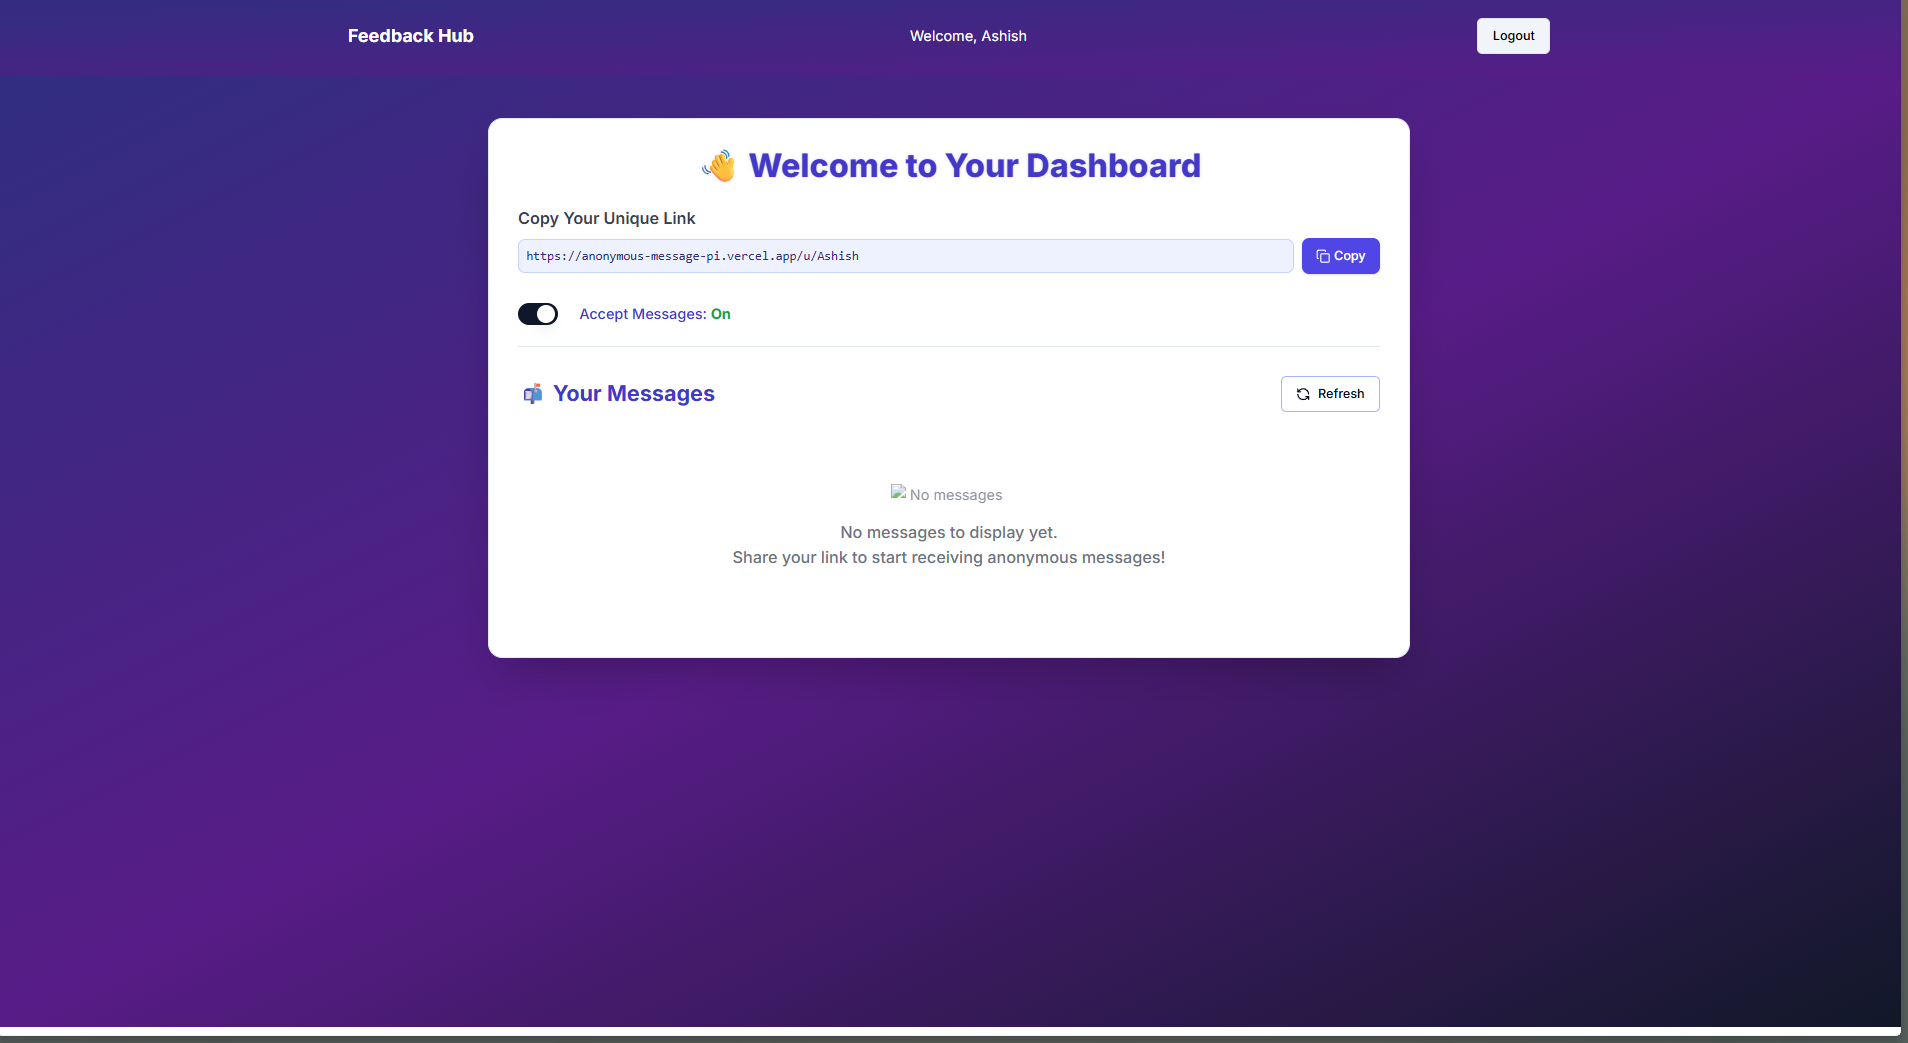 Feedback Hub
Welcome, Ashish
Logout
👋 Welcome to Your Dashboard
Copy Your Unique Link
https://anonymous-message-pi.vercel.app/u/Ashish
Copy
Accept Messages: On
📬 Your Messages
Refresh
No messages
No messages to display yet.
Share your link to start receiving anonymous messages!